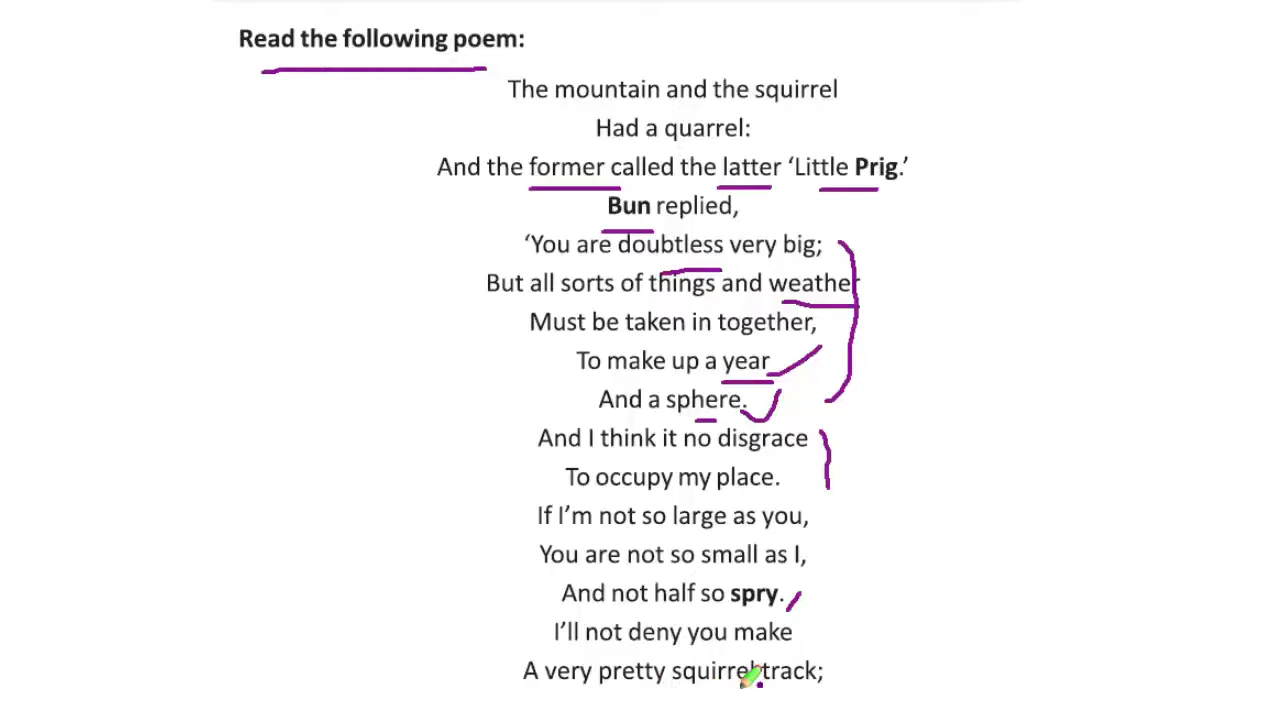 Read the following poem:
The mountain and the squirrel
Had a quarrel:
And the former called the latter ‘Little Prig.’
Bun replied,
‘You are doubtless very big;
But all sorts of things and weather
Must be taken in together,
To make up a year
And a sphere.
And I think it no disgrace
To occupy my place.
If I’m not so large as you,
You are not so small as I,
And not half so spry.
I’ll not deny you make
A very pretty squirrel track;